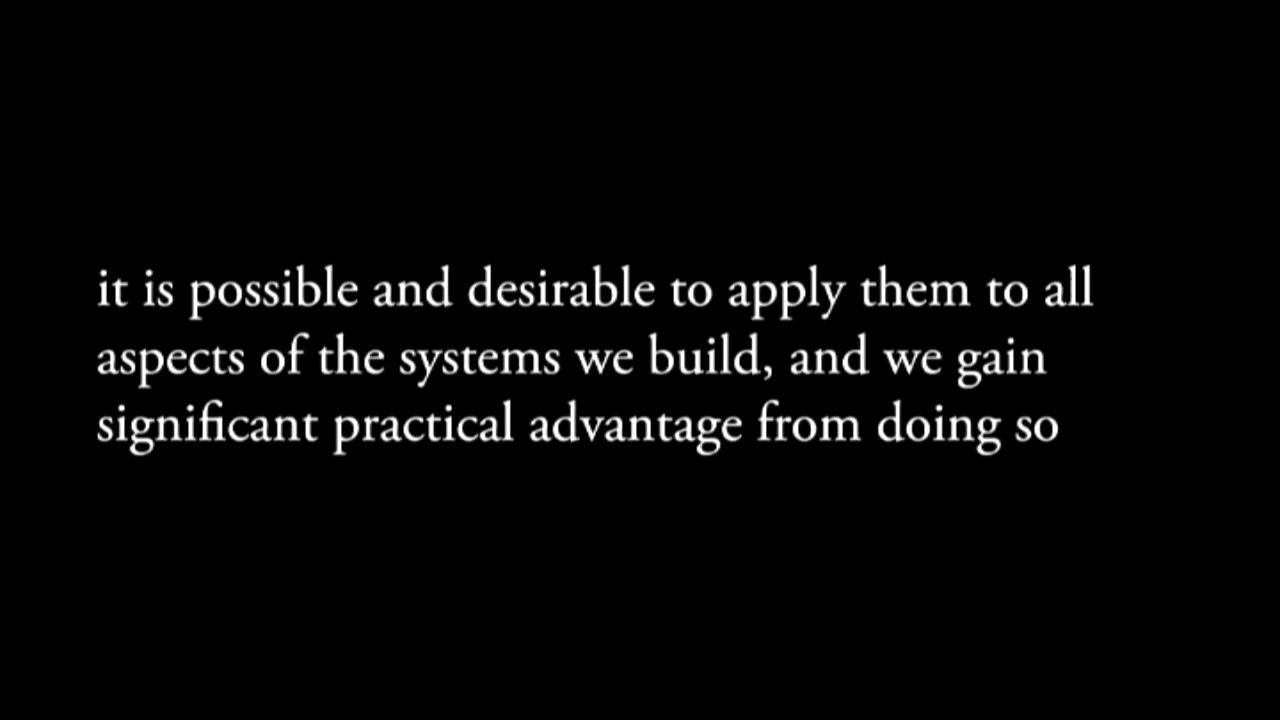 it is possible and desirable to apply them to all
aspects of the systems we build, and we gain
significant practical advantage from doing so